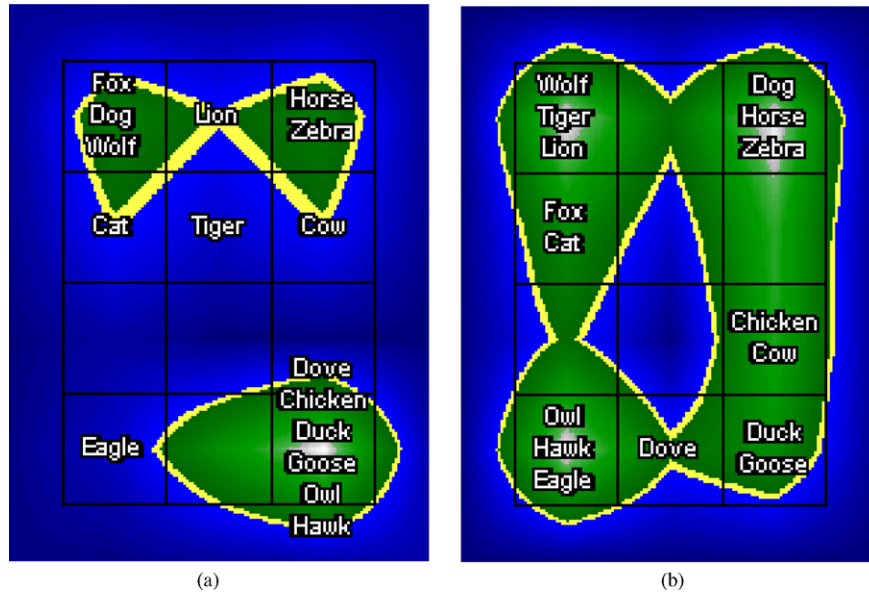 Fox
Dog
Wolf
Lion
Horse
Zebra
Cat
Tiger
Cow
Dove
Chicken
Duck
Goose
Owl
Hawk
Eagle
(a)
Wolf
Tiger
Lion
Dog
Horse
Zebra
Fox
Cat
Chicken
Cow
Owl
Hawk
Eagle
Dove
Duck
Goose
(b)